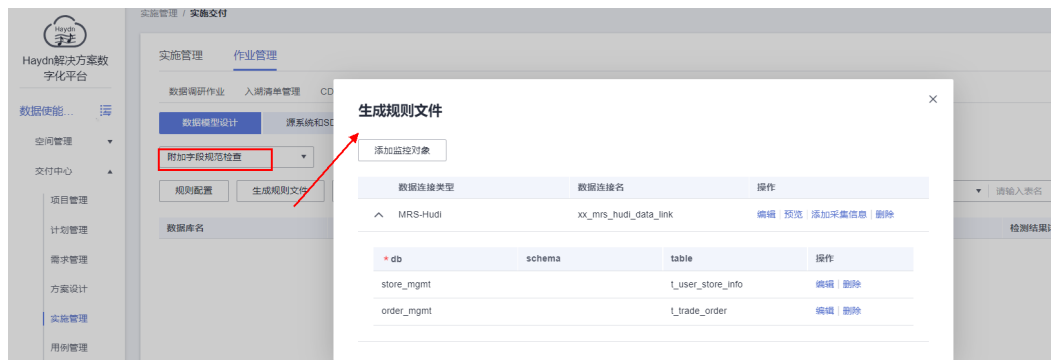 实施管理 / 实施交付
Haydn
Haydn解决方案数
字化平台
数据使能...
空间管理
交付中心
项目管理
计划管理
需求管理
方案设计
实施管理
用例管理
实施管理 作业管理
数据调研作业 入湖清单管理 CD
数据模型设计 源系统和SD
附加字段规范检查
规则配置 生成规则文件
请输入表名
数据库名
检测结果
生成规则文件
添加监控对象
数据连接类型 数据连接名 操作
MRS-Hudi xx_mrs_hudi_data_link 编辑 预览 添加采集信息 删除
* db schema table 操作
store_mgmt t_user_store_info 编辑 删除
order_mgmt t_trade_order 编辑 删除